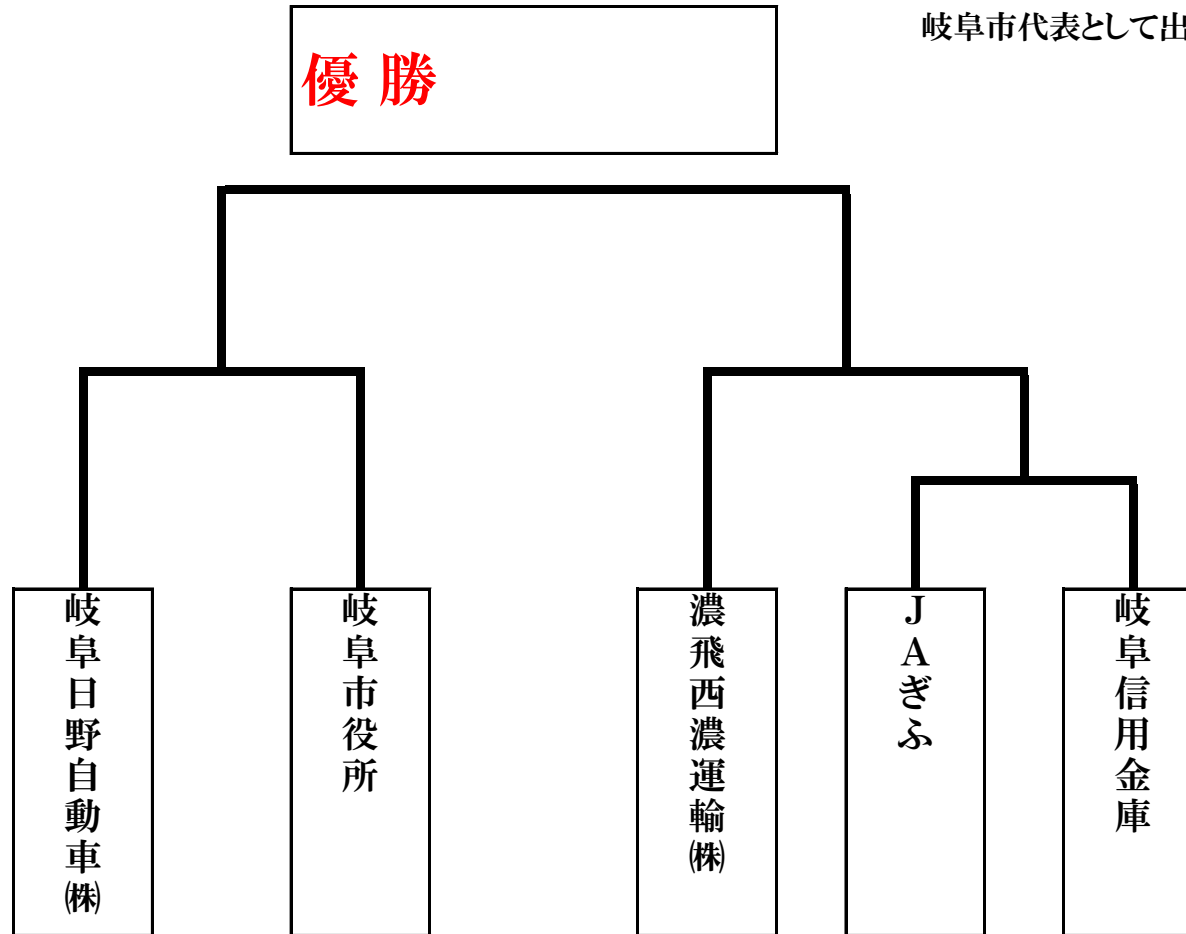 岐阜市代表として出
優 勝
岐阜日野自動車㈱
岐阜市役所
濃飛西濃運輸㈱
JAぎふ
岐阜信用金庫